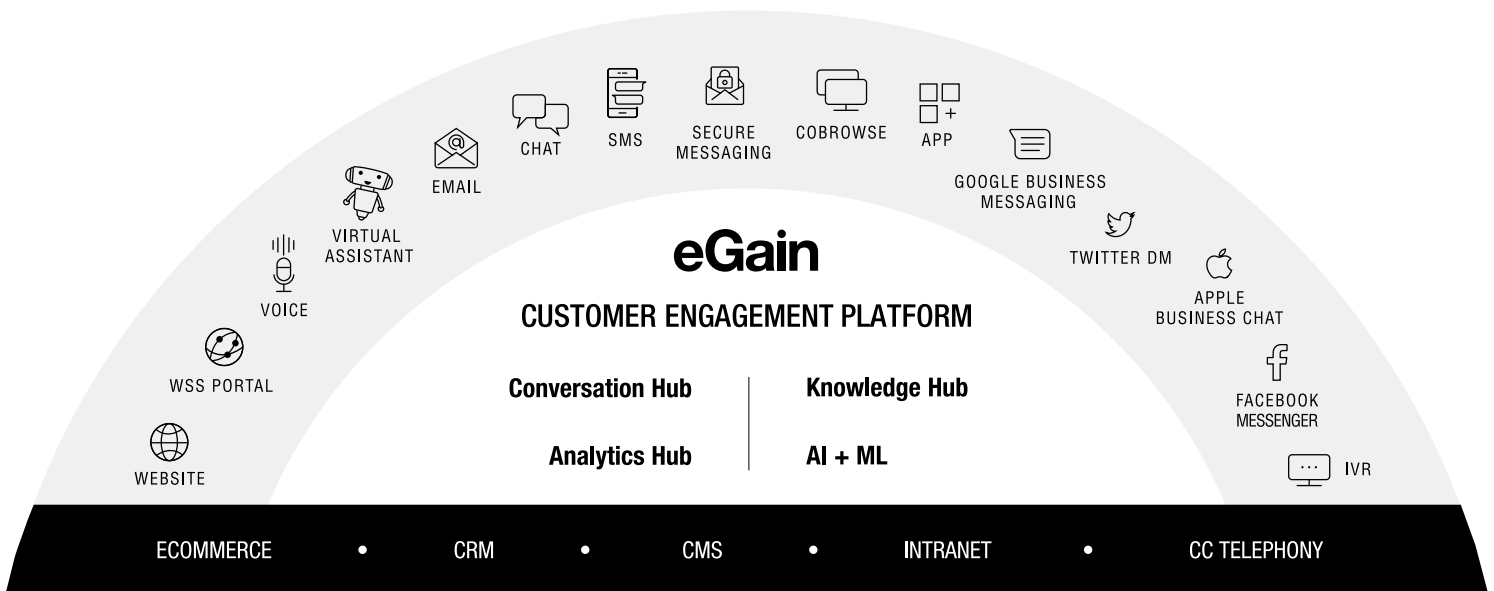 WEBSITE
WSS PORTAL
VOICE
VIRTUAL
ASSISTANT
@
EMAIL
CHAT
SMS
SECURE
MESSAGING
COBROWSE
APP
GOOGLE BUSINESS
MESSAGING
TWITTER DM
APPLE
BUSINESS CHAT
FACEBOOK
MESSENGER
IVR
eGain
CUSTOMER ENGAGEMENT PLATFORM
Conversation Hub
Knowledge Hub
Analytics Hub
AI + ML
ECOMMERCE • CRM • CMS • INTRANET • CC TELEPHONY